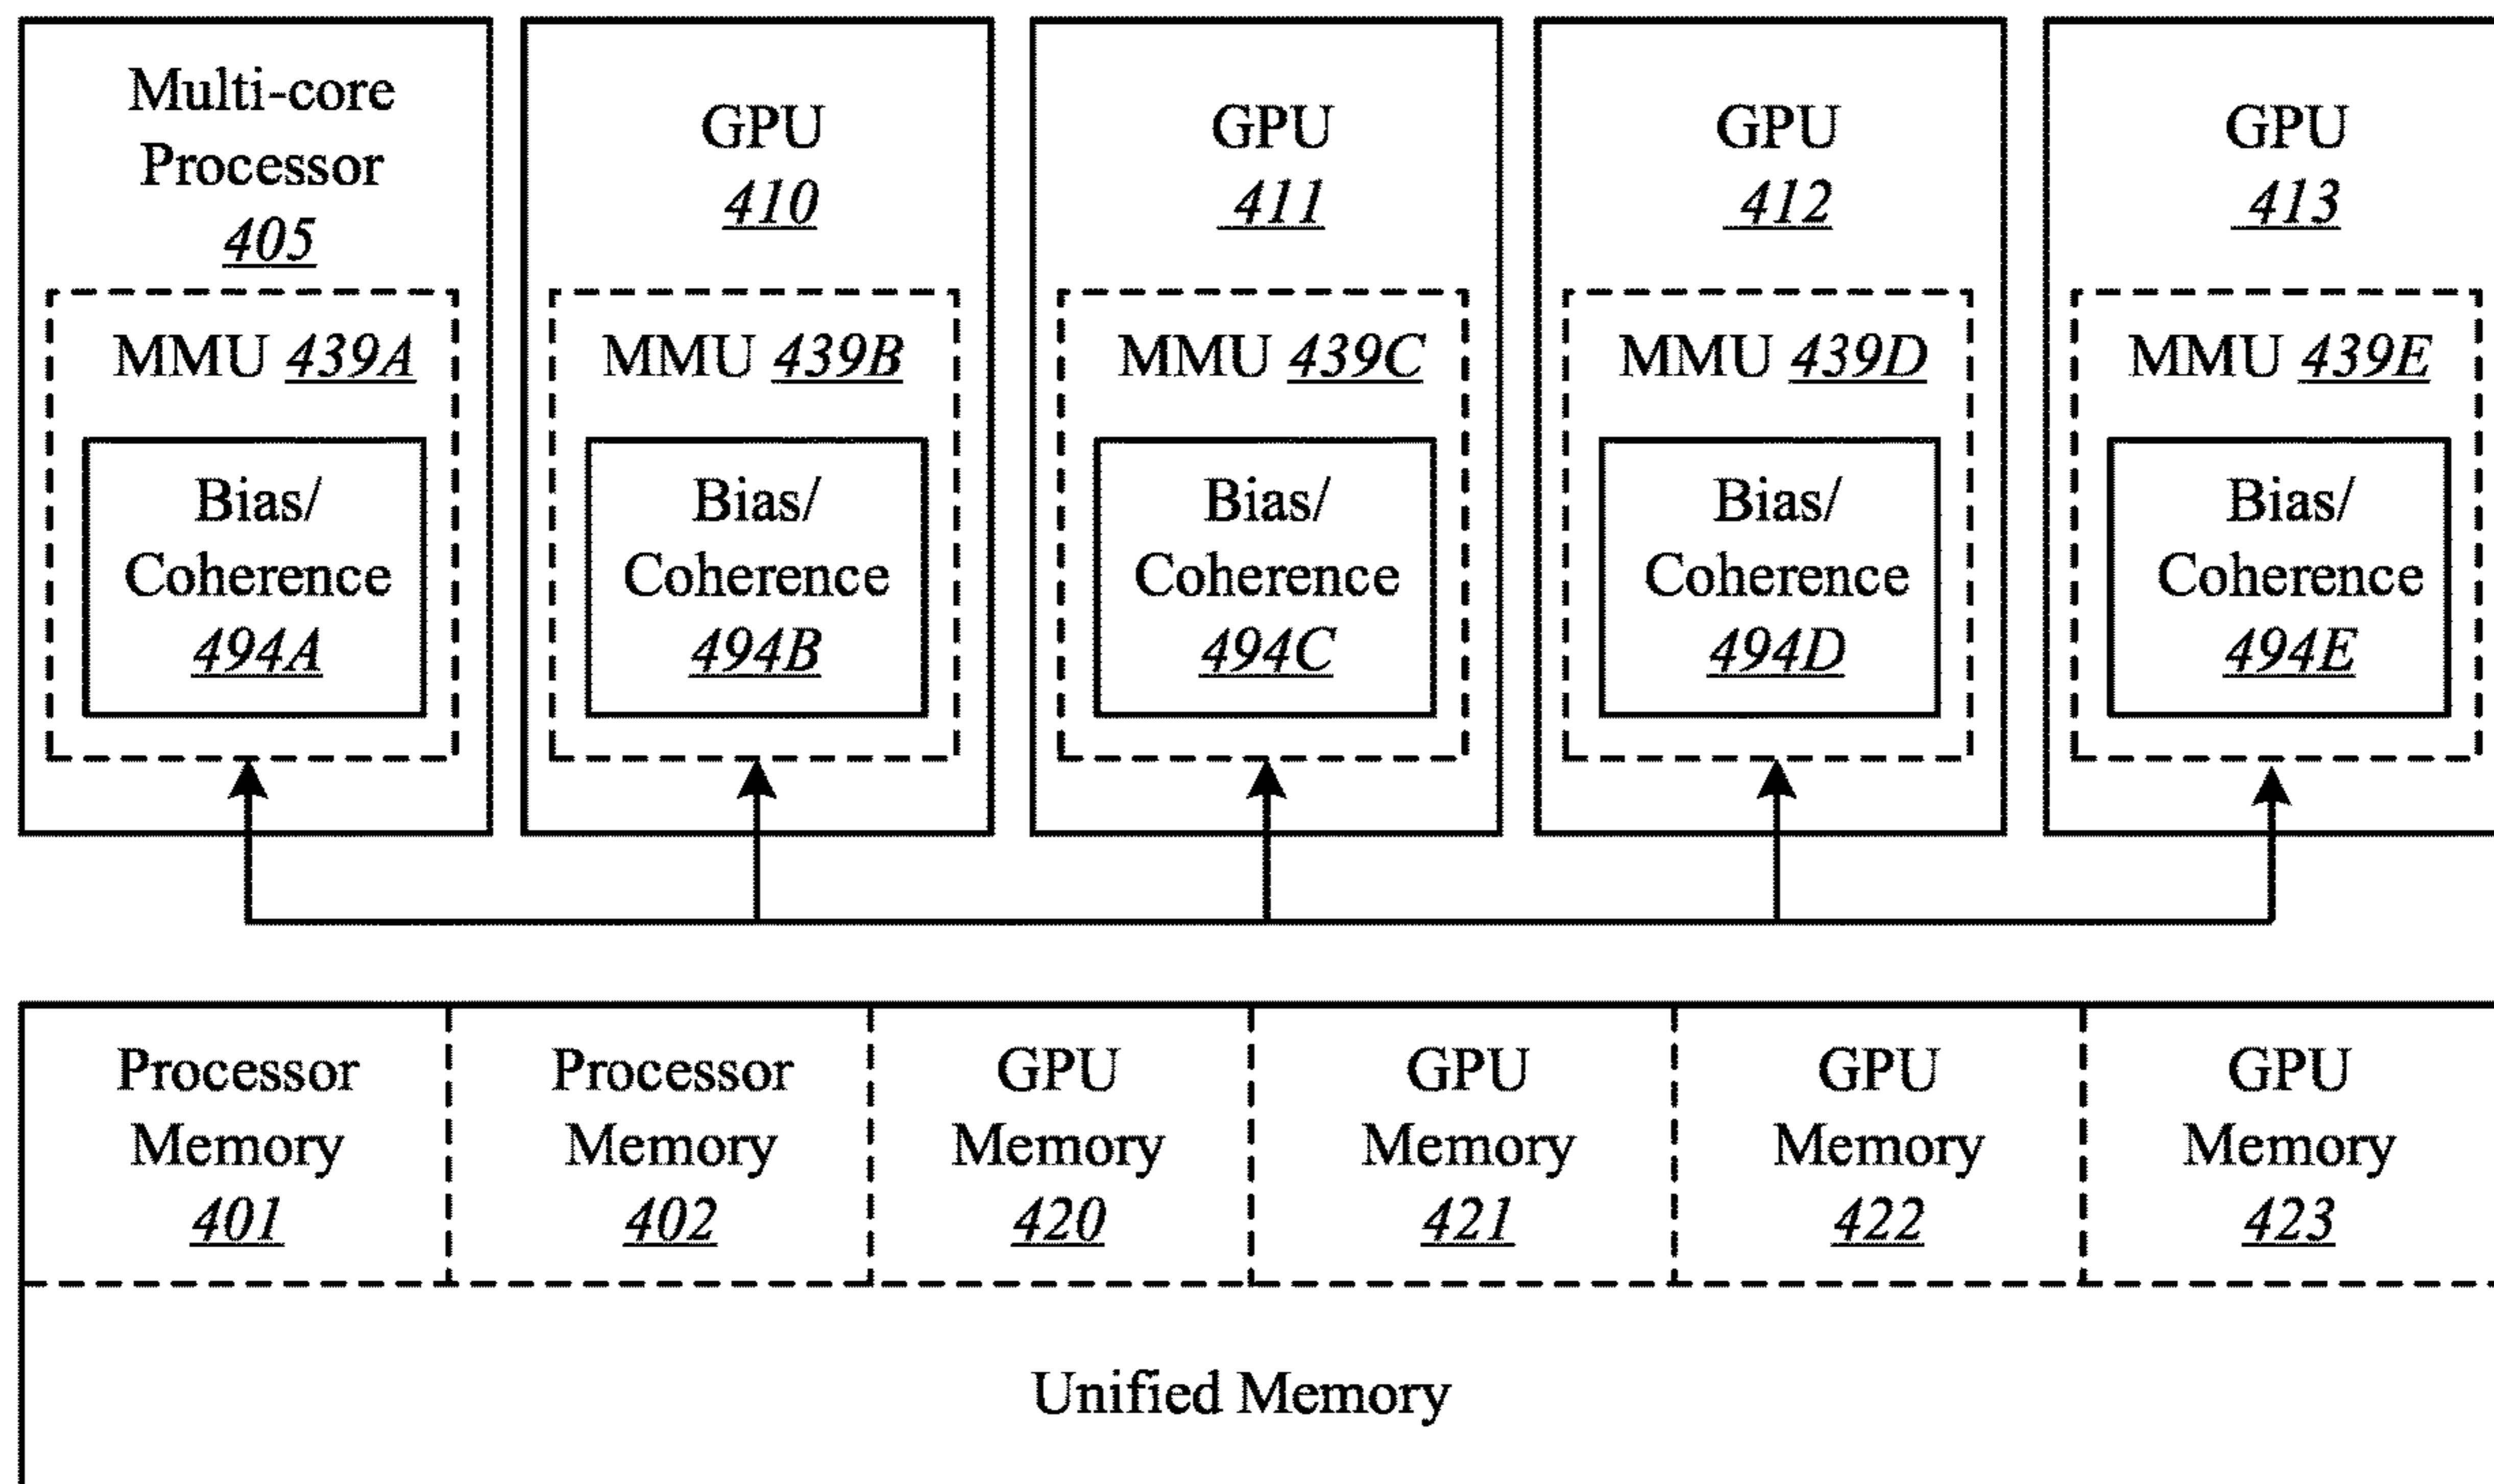 Multi-core
Processor
405
MMU 439A
Bias/
Coherence
494A
GPU
410
MMU 439B
Bias/
Coherence
494B
GPU
411
MMU 439C
Bias/
Coherence
494C
GPU
412
MMU 439D
Bias/
Coherence
494D
GPU
413
MMU 439E
Bias/
Coherence
494E
Processor
Memory
401
Processor
Memory
402
GPU
Memory
420
GPU
Memory
421
GPU
Memory
422
GPU
Memory
423
Unified Memory